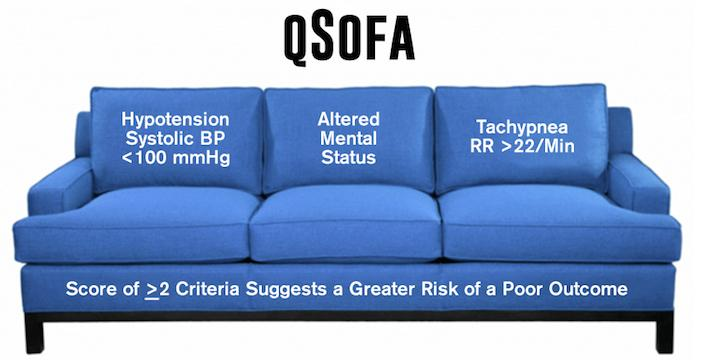 qSOFA
Hypotension
Systolic BP
<100 mmHg
Altered
Mental
Status
Tachypnea
RR >22/Min
Score of ≥2 Criteria Suggests a Greater Risk of a Poor Outcome